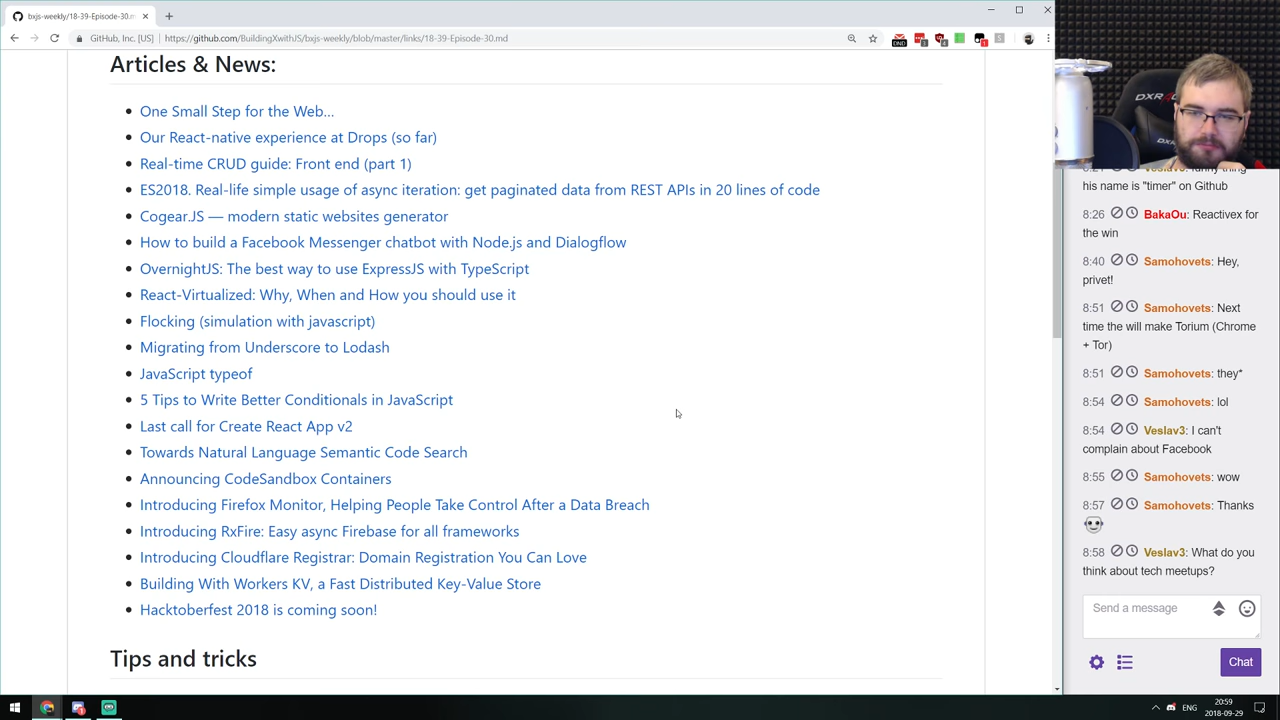 bxjs-weekly/18-39-Episode-30.m
GitHub, Inc. [US]
https://github.com/BuildingXwithJS/bxjs-weekly/blob/master/links/18-39-Episode-30.md
Articles & News:
One Small Step for the Web...
Our React-native experience at Drops (so far)
Real-time CRUD guide: Front end (part 1)
ES2018. Real-life simple usage of async iteration: get paginated data from REST APIs in 20 lines of code
Cogear.JS — modern static websites generator
How to build a Facebook Messenger chatbot with Node.js and Dialogflow
OvernightJS: The best way to use ExpressJS with TypeScript
React-Virtualized: Why, When and How you should use it
Flocking (simulation with javascript)
Migrating from Underscore to Lodash
JavaScript typeof
5 Tips to Write Better Conditionals in JavaScript
Last call for Create React App v2
Towards Natural Language Semantic Code Search
Announcing CodeSandbox Containers
Introducing Firefox Monitor, Helping People Take Control After a Data Breach
Introducing RxFire: Easy async Firebase for all frameworks
Introducing Cloudflare Registrar: Domain Registration You Can Love
Building With Workers KV, a Fast Distributed Key-Value Store
Hacktoberfest 2018 is coming soon!
Tips and tricks
DXR
his name is "timer" on Github
8:26 BakaOu: Reactivex for
the win
8:40 Samohovets: Hey,
privet!
8:51 Samohovets: Next
time the will make Torium (Chrome
+ Tor)
8:51 Samohovets: they*
8:54 Samohovets: lol
8:54 Veslav3: I can't
complain about Facebook
8:55 Samohovets: wow
8:57 Samohovets: Thanks
8:58 Veslav3: What do you
think about tech meetups?
Send a message
Chat
ENG
20:59
2018-09-29